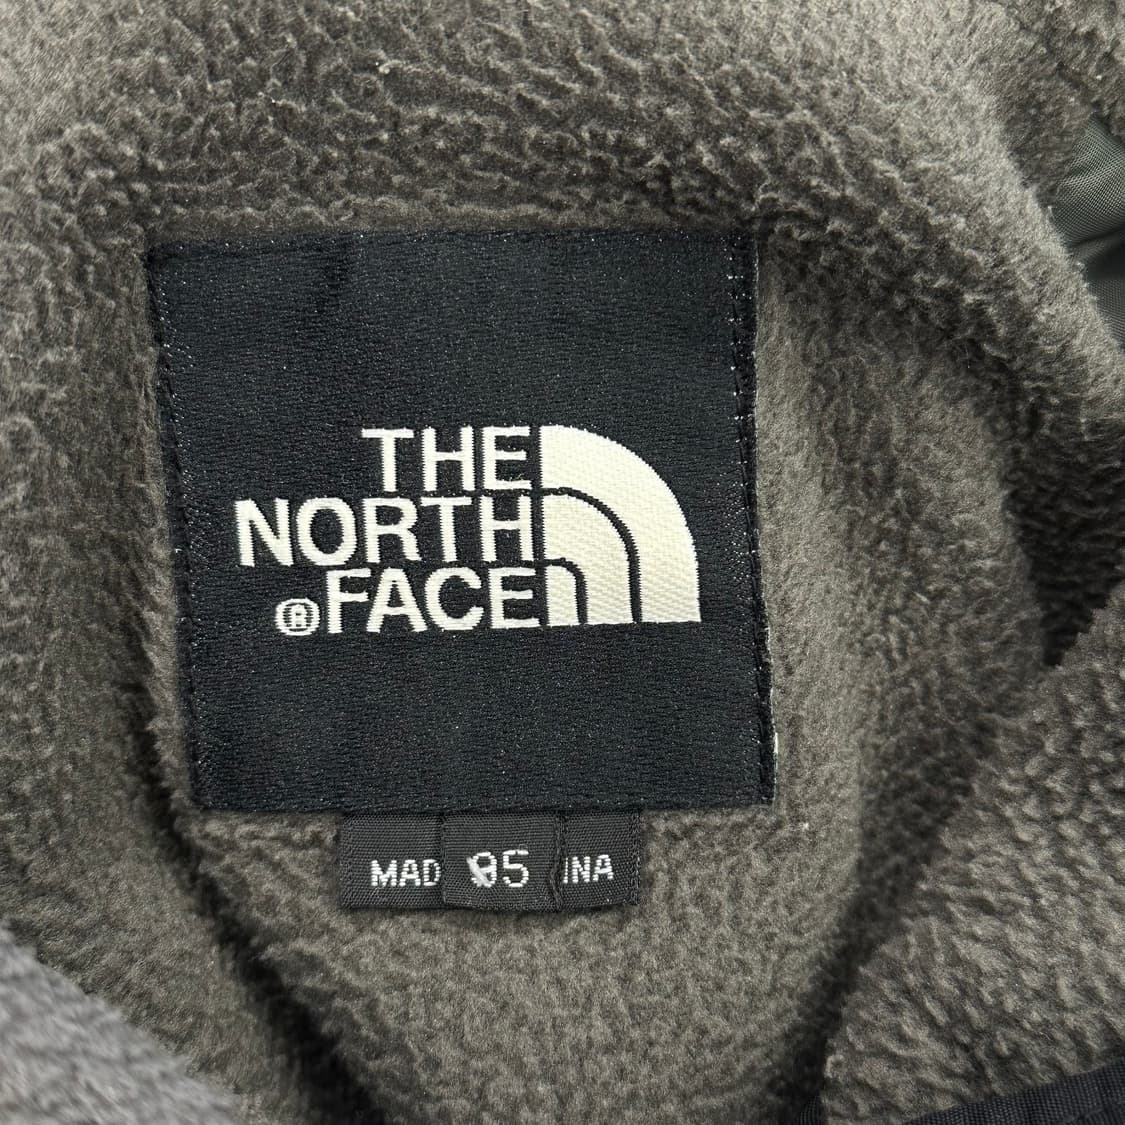 THE
NORTH
® FACE
MAD 95 INA